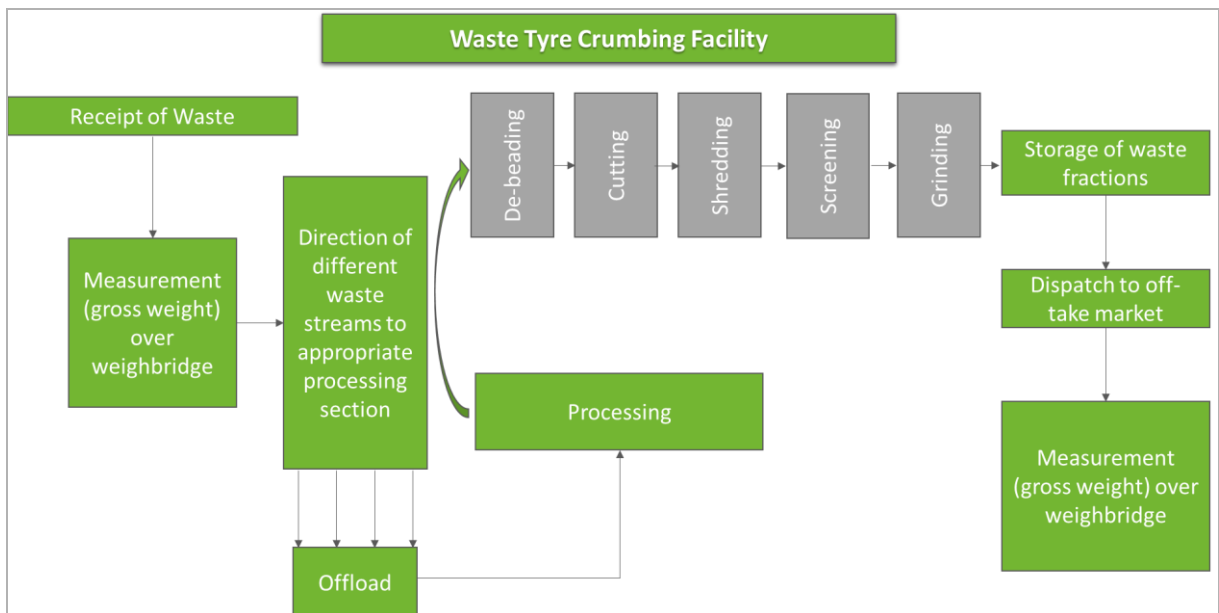 Waste Tyre Crumbing Facility
Receipt of Waste
Measurement
(gross weight)
over
weighbridge
Direction of
different
waste
streams to
appropriate
processing
section
Offload
Processing
De-beading
Cutting
Shredding
Screening
Grinding
Storage of waste
fractions
Dispatch to off-
take market
Measurement
(gross weight) over
weighbridge